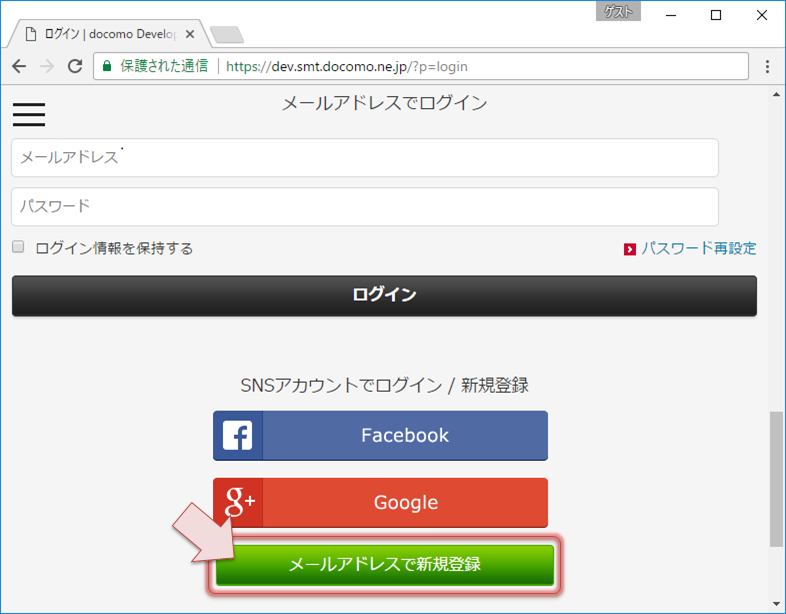 ゲスト
ログイン | docomo Develop
保護された通信 | https://dev.smt.docomo.ne.jp/?p=login
メールアドレスでログイン
メールアドレス
パスワード
ログイン情報を保持する
パスワード再設定
ログイン
SNSアカウントでログイン / 新規登録
Facebook
g+ Google
メールアドレスで新規登録